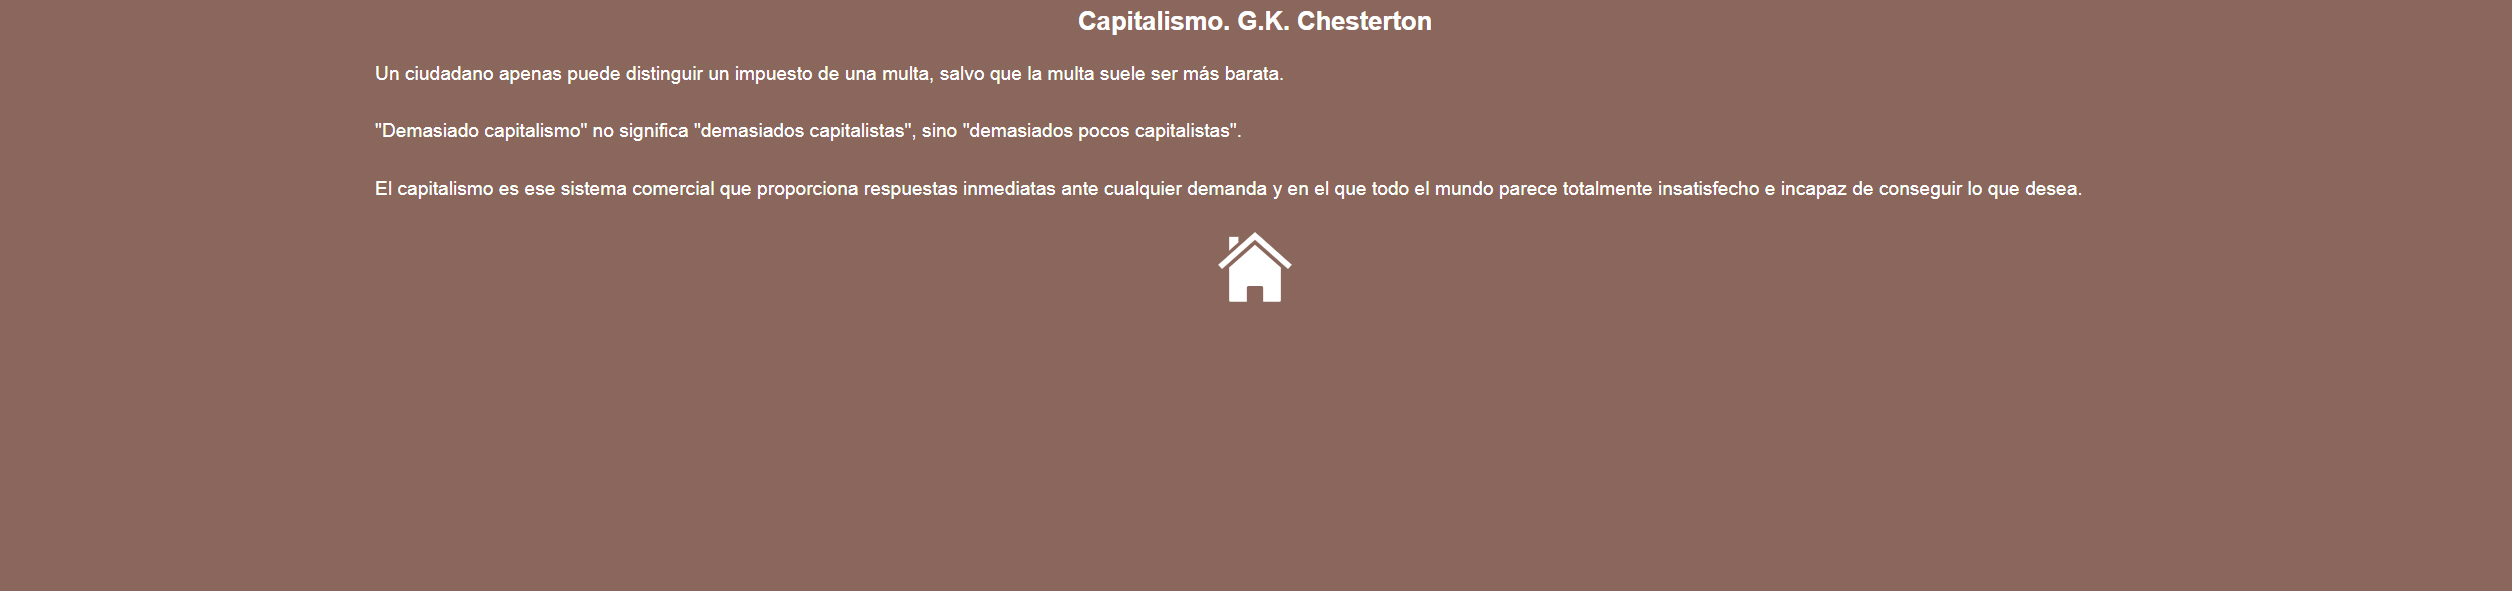 Capitalismo. G.K. Chesterton
Un ciudadano apenas puede distinguir un impuesto de una multa, salvo que la multa suele ser más barata.
"Demasiado capitalismo" no significa "demasiados capitalistas", sino "demasiados pocos capitalistas".
El capitalismo es ese sistema comercial que proporciona respuestas inmediatas ante cualquier demanda y en el que todo el mundo parece totalmente insatisfecho e incapaz de conseguir lo que desea.